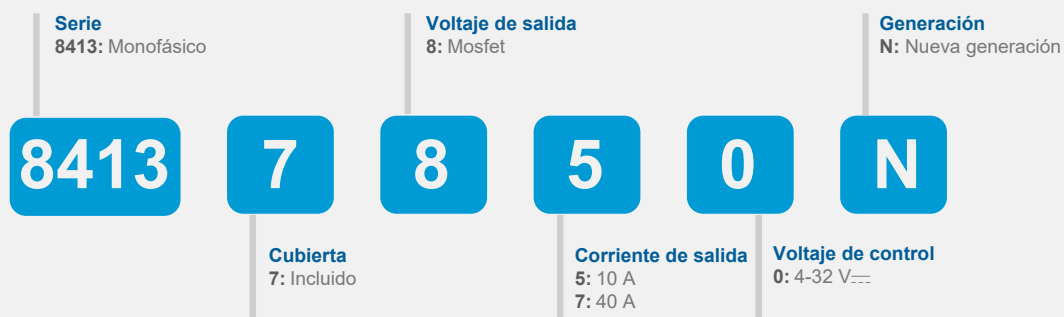 Serie
8413: Monofásico
Voltaje de salida
8: Mosfet
Generación
N: Nueva generación
8413 7 8 5 0 N
Cubierta
7: Incluido
Corriente de salida
5: 10 A
7: 40 A
Voltaje de control
0: 4-32 V⎓